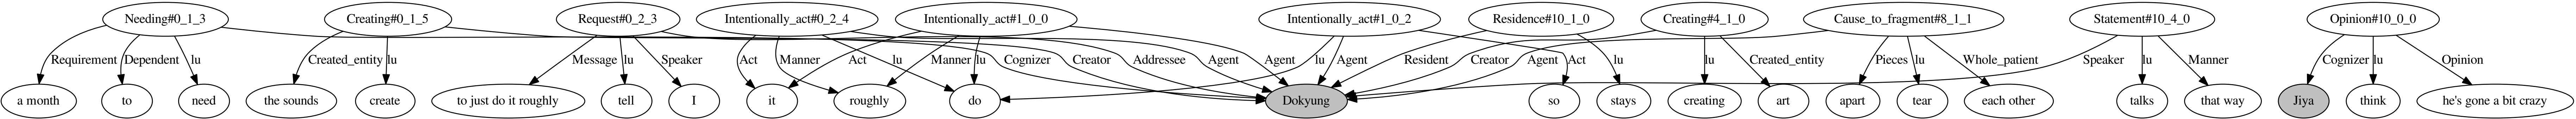 Needing#0_1_3 Creating#0_1_5 Request#0_2_3 Intentionally_act#0_2_4 Intentionally_act#1_0_0 Intentionally_act#1_0_2 Residence#10_1_0 Creating#4_1_0 Cause_to_fragment#8_1_1 Statement#10_4_0 Opinion#10_0_0
Requirement Dependent lu Created_entity lu Message lu Speaker Act Manner Act lu Manner lu Cognizer Creator Addressee Agent Agent lu Agent Act Resident lu Creator lu Created_entity Agent Pieces lu Whole_patient Speaker lu Manner Cognizer lu Opinion
a month to need the sounds create to just do it roughly tell I it roughly do Dokyung so stays creating art apart tear each other talks that way Jiya think he's gone a bit crazy